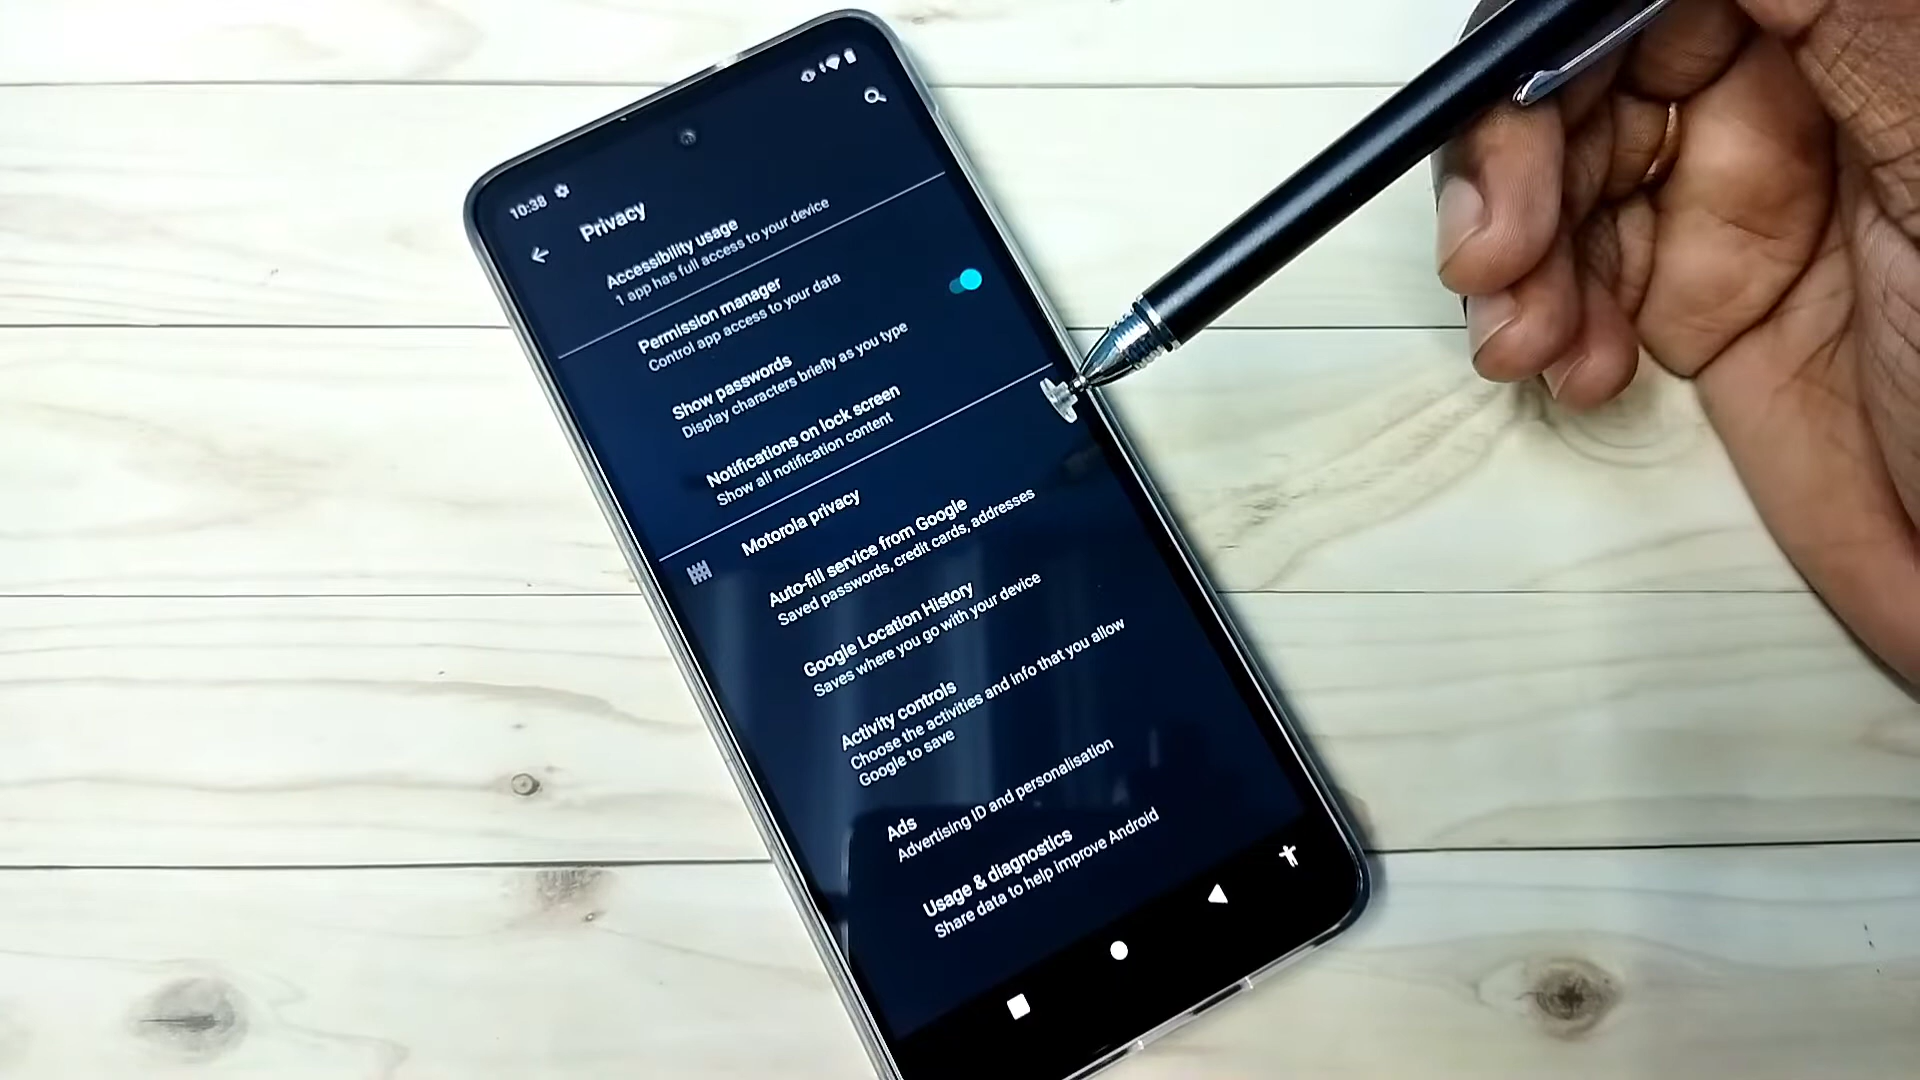 10:38
Privacy
Accessibility usage
1 app has full access to your device
Permission manager
Control app access to your data
Show passwords
Display characters briefly as you type
Notifications on lock screen
Show all notification content
Motorola privacy
Auto-fill service from Google
Saved passwords, credit cards, addresses
Google Location History
Saves where you go with your device
Activity controls
Choose the activities and info that you allow
Google to save
Ads
Advertising ID and personalisation
Usage & diagnostics
Share data to help improve Android